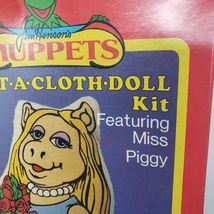 Jim Henson's
MUPPETS
T·A·CLOTH·DOLL
Kit
Featuring
Miss
Piggy